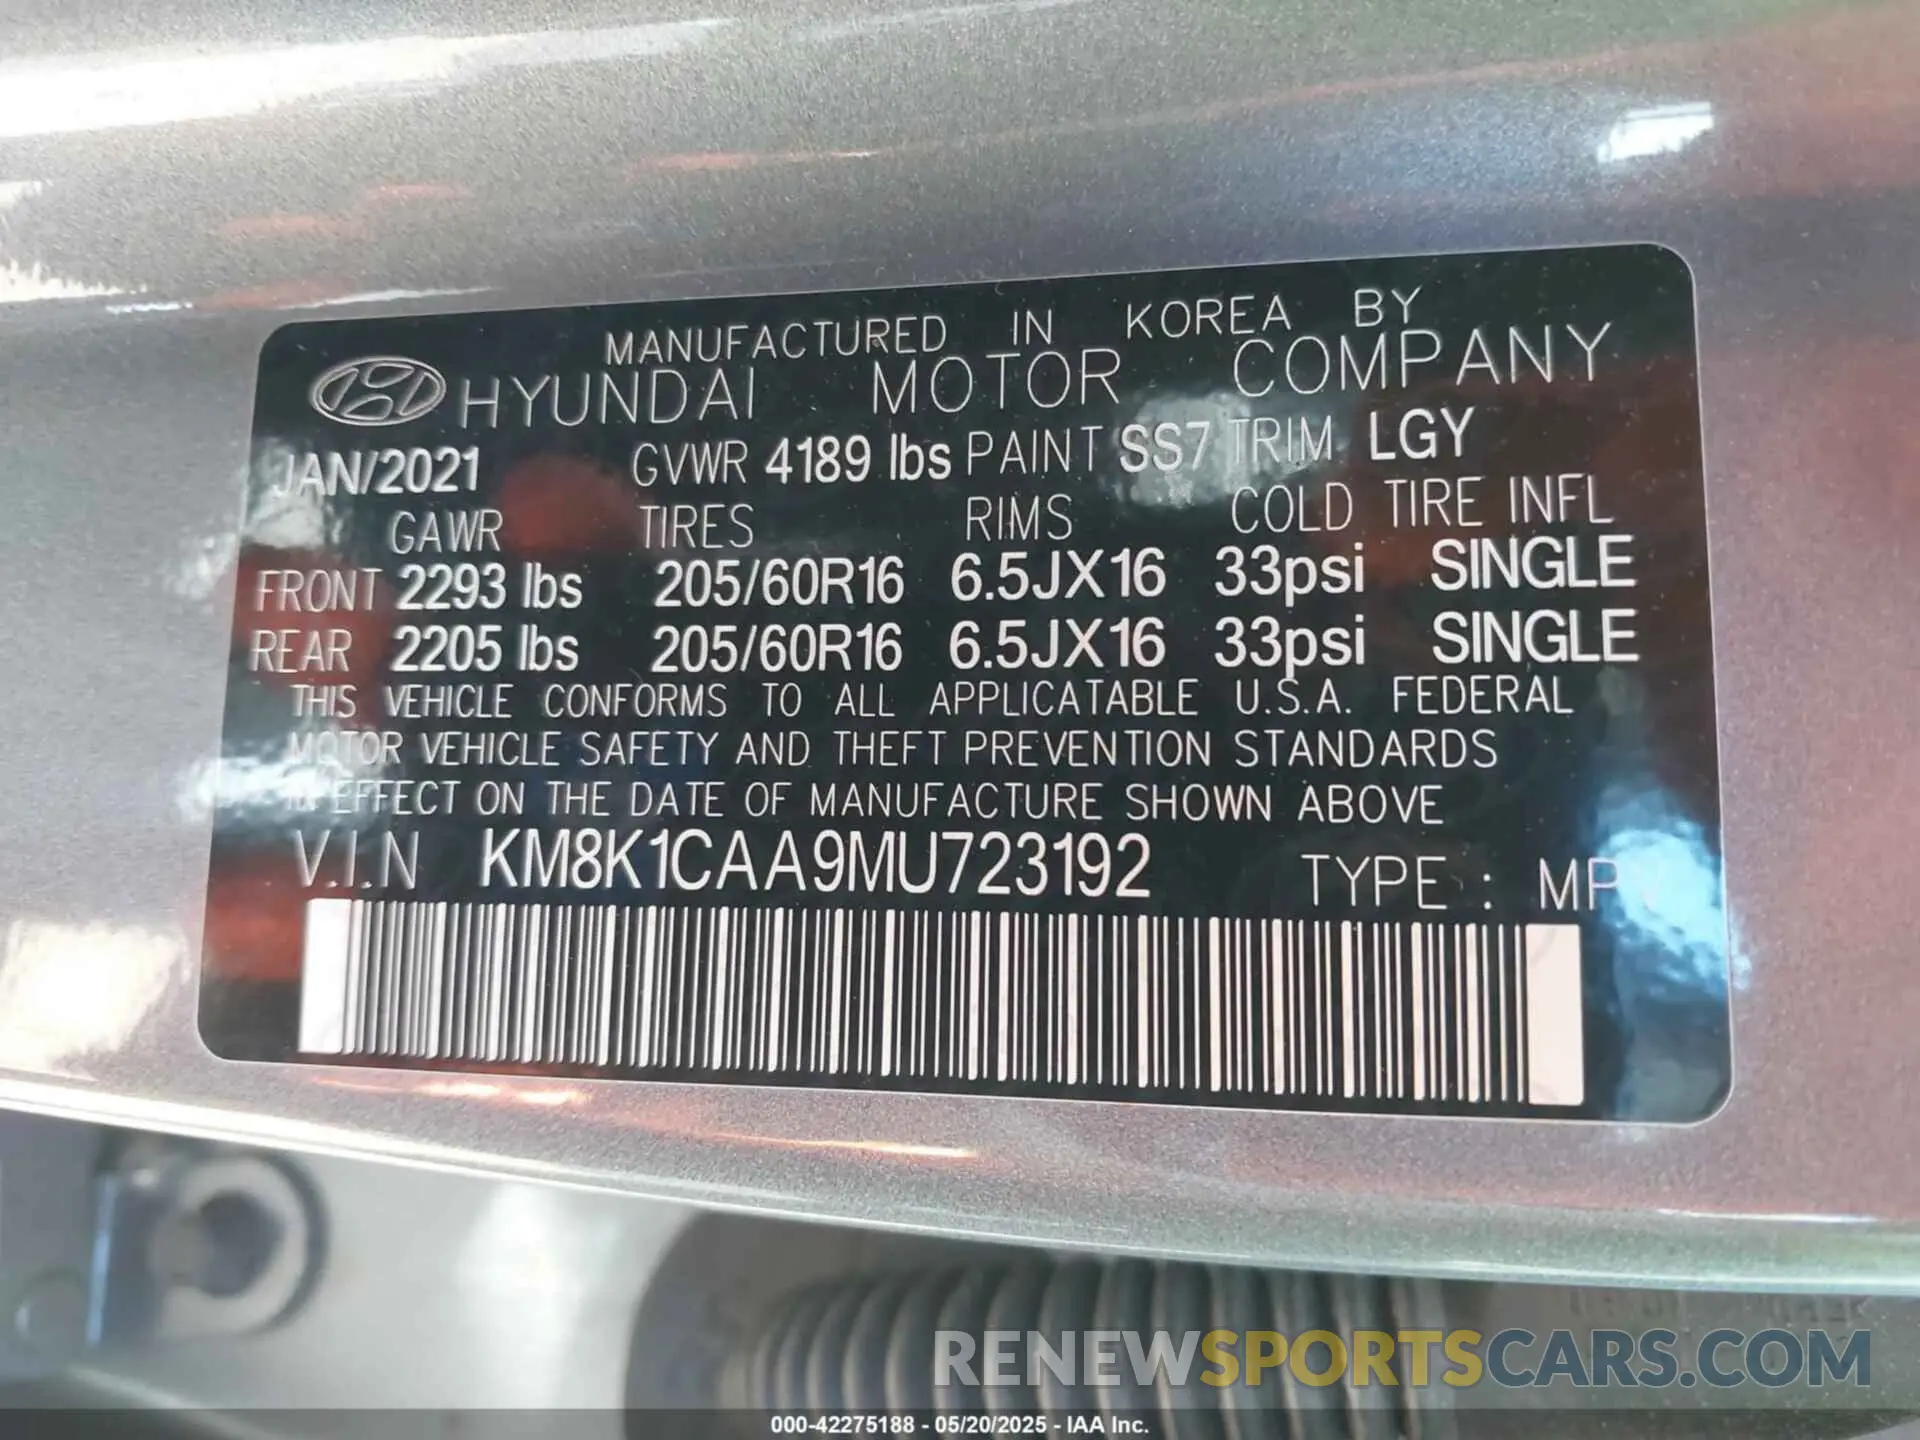 MANUFACTURED IN KOREA BY
HYUNDAI MOTOR COMPANY
JAN/2021 GVWR 4189 lbs PAINT SS7 TRIM LGY
GAWR TIRES RIMS COLD TIRE INFL
FRONT 2293 lbs 205/60R16 6.5JX16 33psi SINGLE
REAR 2205 lbs 205/60R16 6.5JX16 33psi SINGLE
THIS VEHICLE CONFORMS TO ALL APPLICATABLE U.S.A. FEDERAL
MOTOR VEHICLE SAFETY AND THEFT PREVENTION STANDARDS
IN EFFECT ON THE DATE OF MANUFACTURE SHOWN ABOVE
V.I.N KM8K1CAA9MU723192 TYPE : MPV
RENEWSPORTSCARS.COM
000-42275188 - 05/20/2025 - IAA Inc.